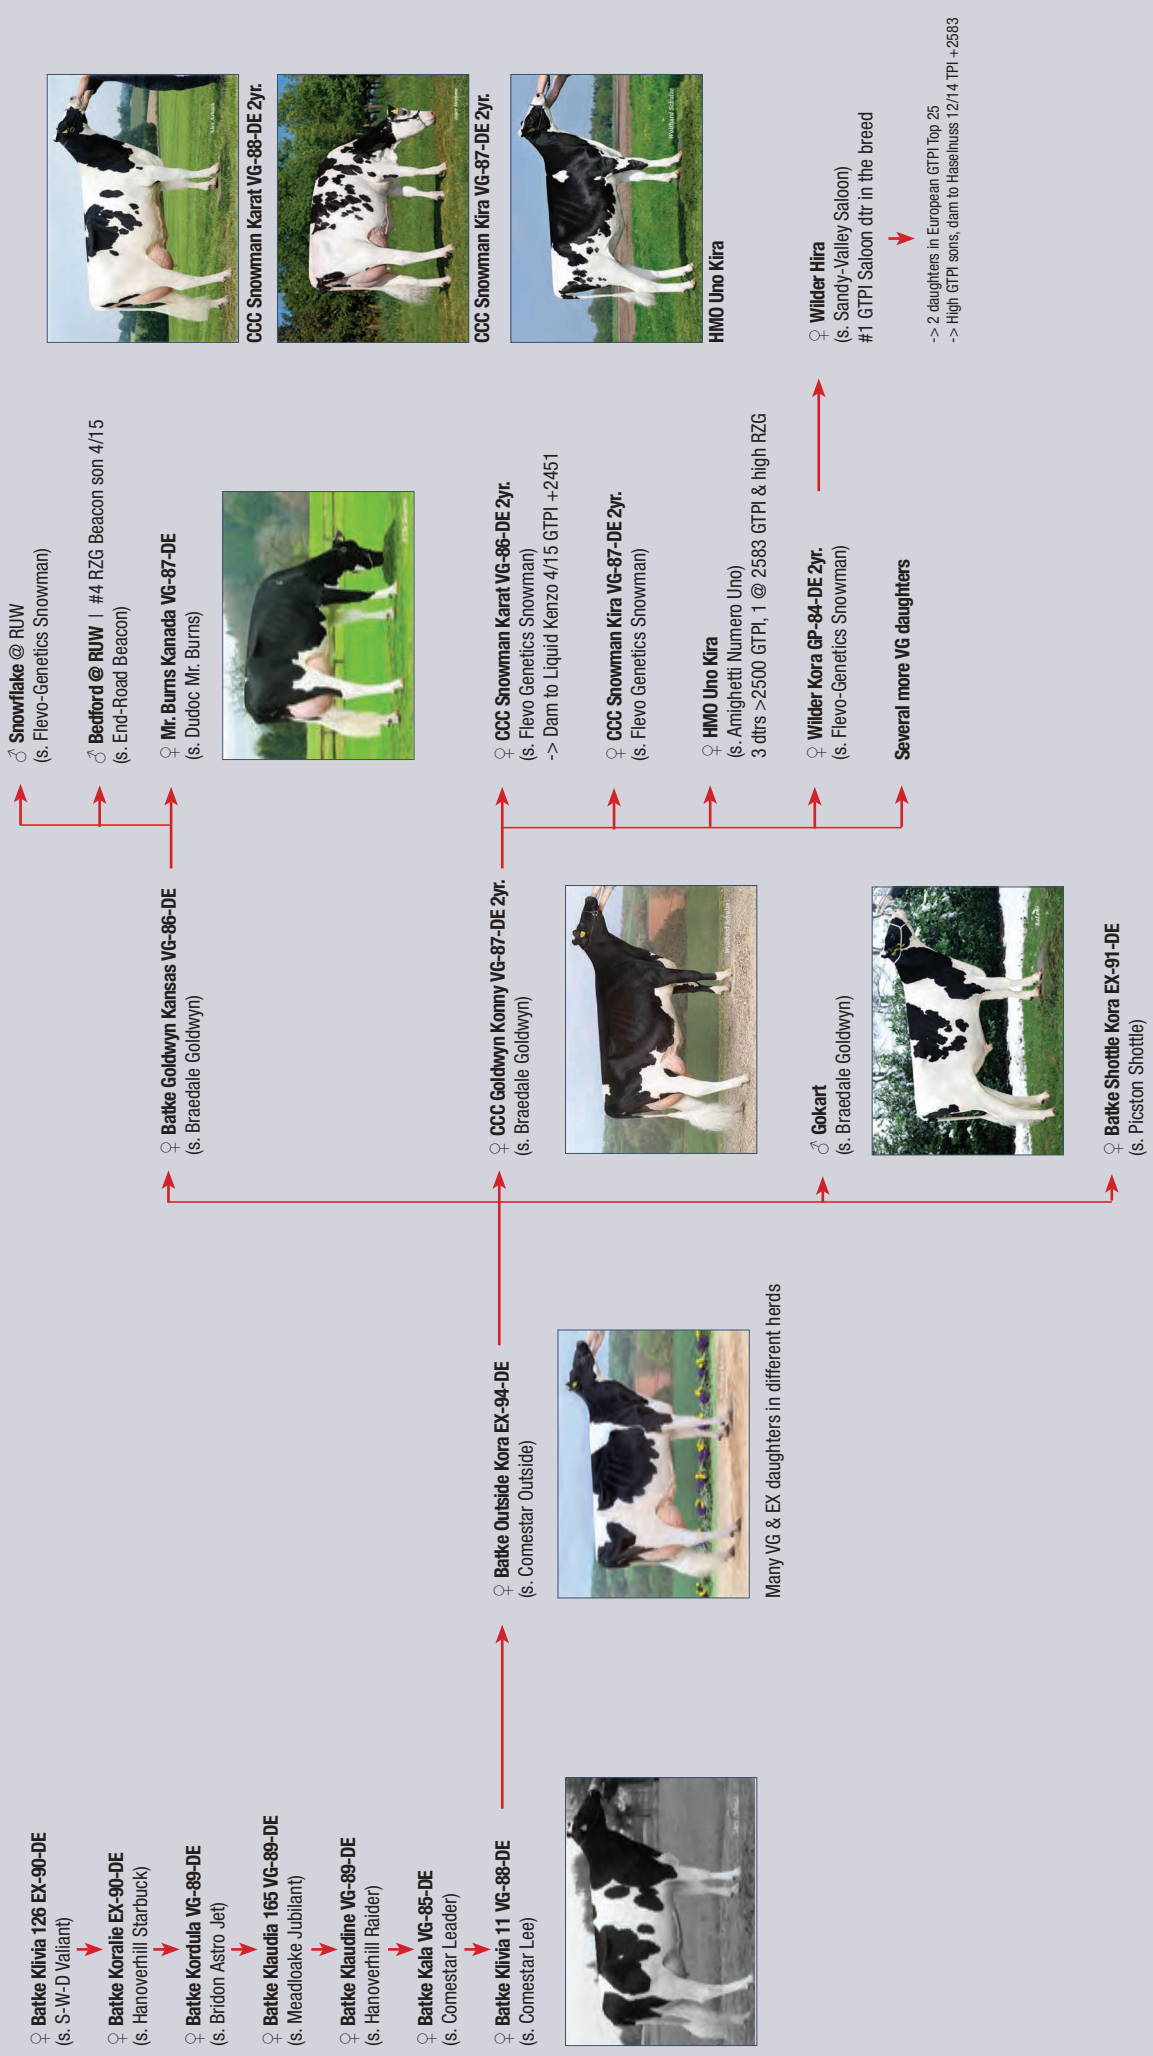 ♀ Batke Klivia 126 EX-90-DE
(s. S-W-D Valiant)
♀ Batke Koralie EX-90-DE
(s. Hanoverhill Starbuck)
♀ Batke Kordula VG-89-DE
(s. Bridon Astro Jet)
♀ Batke Klaudia 165 VG-89-DE
(s. Meadloake Jubilant)
♀ Batke Klaudine VG-89-DE
(s. Hanoverhill Raider)
♀ Batke Kala VG-85-DE
(s. Comestar Leader)
♀ Batke Klivia 11 VG-88-DE
(s. Comestar Lee)
♀ Batke Outside Kora EX-94-DE
(s. Comestar Outside)
Many VG & EX daughters in different herds
♀ Batke Goldwyn Kansas VG-86-DE
(s. Braedale Goldwyn)
♀ CCC Goldwyn Konny VG-87-DE 2yr.
(s. Braedale Goldwyn)
Wolfhard Schulze
♂ Gokart
(s. Braedale Goldwyn)
♀ Batke Shottle Kora EX-91-DE
(s. Picston Shottle)
♂ Snowflake @ RUW
(s. Flevo-Genetics Snowman)
♂ Bedford @ RUW | #4 RZG Beacon son 4/15
(s. End-Road Beacon)
♀ Mr. Burns Kanada VG-87-DE
(s. Dudoc Mr. Burns)
♀ CCC Snowman Karat VG-86-DE 2yr.
(s. Flevo Genetics Snowman)
-> Dam to Liquid Kenzo 4/15 GTPI +2451
♀ CCC Snowman Kira VG-87-DE 2yr.
(s. Flevo Genetics Snowman)
♀ HMO Uno Kira
(s. Amighetti Numero Uno)
3 dtrs >2500 GTPI, 1 @ 2583 GTPI & high RZG
♀ Wilder Kora GP-84-DE 2yr.
(s. Flevo-Genetics Snowman)
Several more VG daughters
CCC Snowman Karat VG-88-DE 2yr.
CCC Snowman Kira VG-87-DE 2yr.
Wolfhard Schulze
HMO Uno Kira
♀ Wilder Hira
(s. Sandy-Valley Saloon)
#1 GTPI Saloon dtr in the breed
-> 2 daughters in European GTPI Top 25
-> High GTPI sons, dam to Haselnuss 12/14 TPI +2583